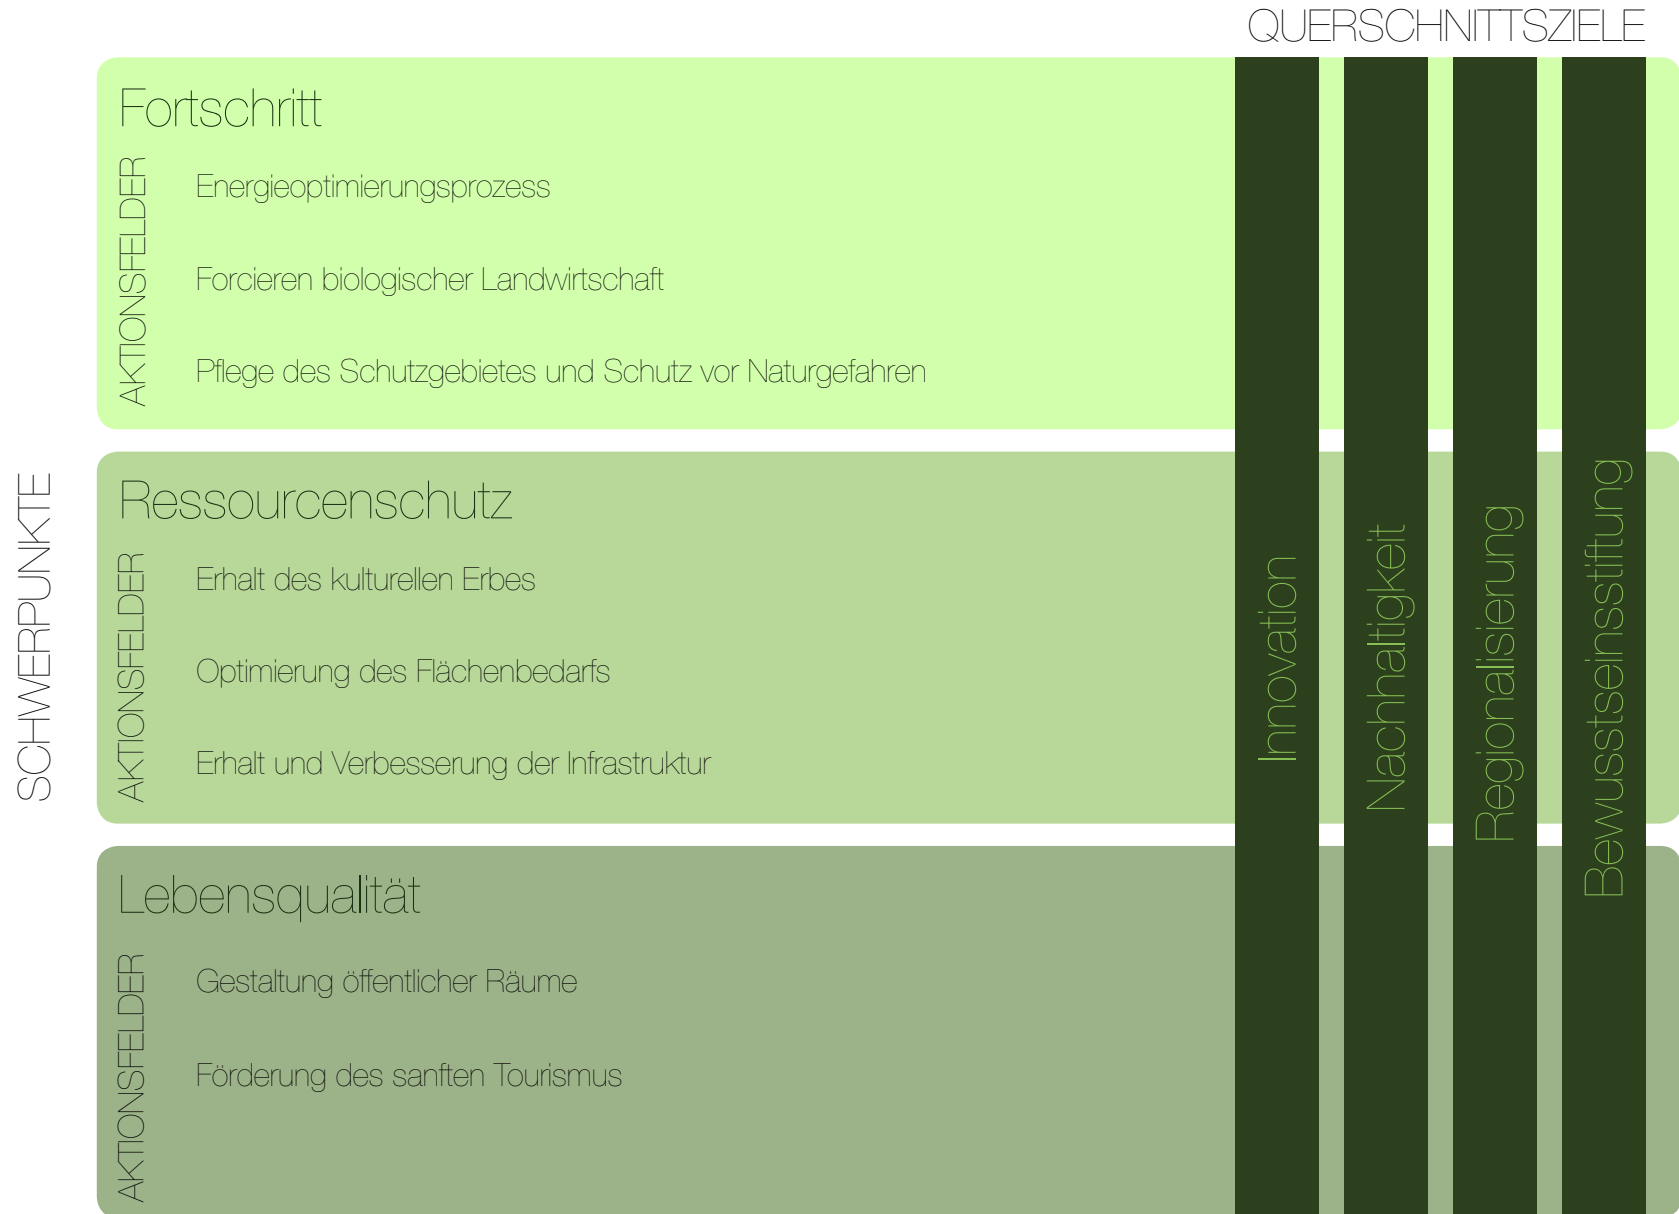 QUERSCHNITTSZIELE
SCHWERPUNKTE
Fortschritt
AKTIONSFELDER
Energieoptimierungsprozess
Forcieren biologischer Landwirtschaft
Pflege des Schutzgebietes und Schutz vor Naturgefahren
Ressourcenschutz
AKTIONSFELDER
Erhalt des kulturellen Erbes
Optimierung des Flächenbedarfs
Erhalt und Verbesserung der Infrastruktur
Lebensqualität
AKTIONSFELDER
Gestaltung öffentlicher Räume
Förderung des sanften Tourismus
Innovation
Nachhaltigkeit
Regionalisierung
Bewusstseinsstiftung